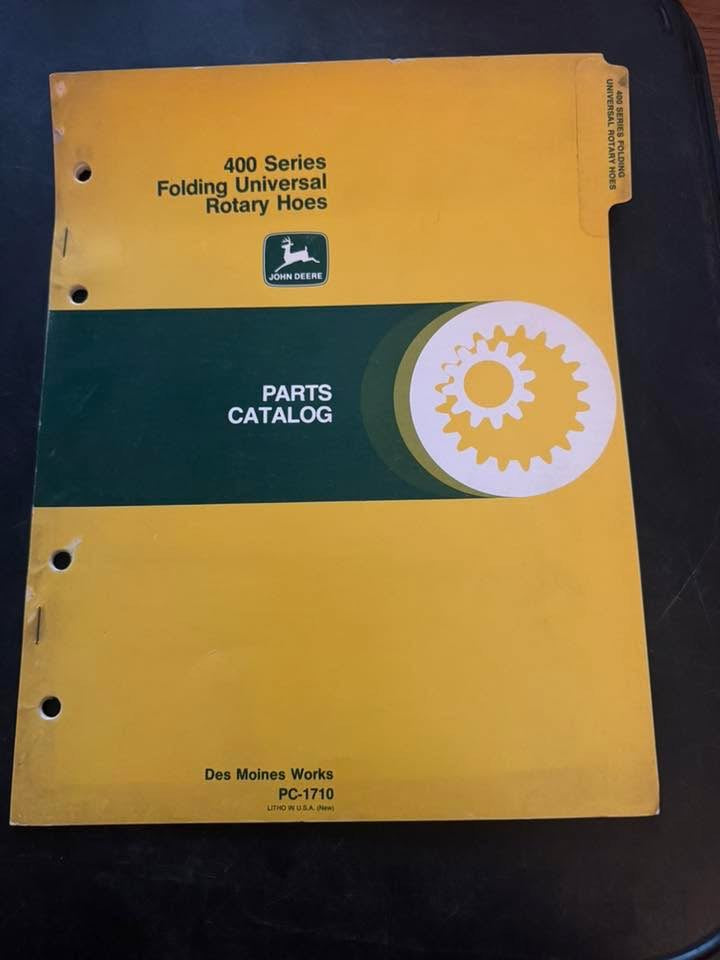 400 SERIES FOLDING
UNIVERSAL ROTARY HOES
400 Series
Folding Universal
Rotary Hoes
JOHN DEERE
PARTS
CATALOG
Des Moines Works
PC-1710
LITHO IN U.S.A. (New)